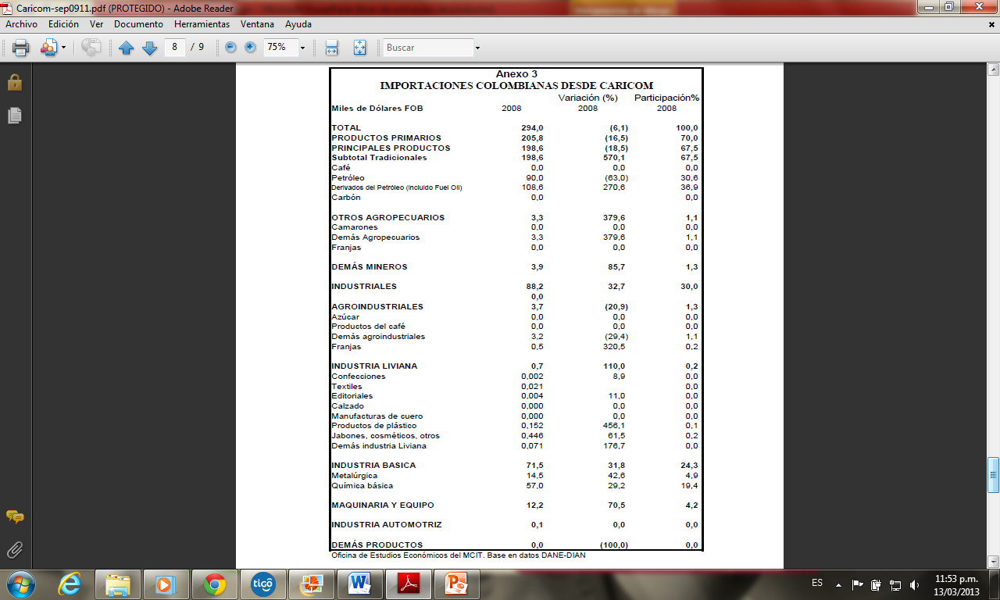 Caricom-sep0911.pdf (PROTEGIDO) - Adobe Reader
Archivo Edición Ver Documento Herramientas Ventana Ayuda
8 / 9 75% Buscar
Anexo 3
IMPORTACIONES COLOMBIANAS DESDE CARICOM
Variación (%) Participación%
Miles de Dólares FOB 2008 2008 2008
TOTAL 294,0 (6,1) 100,0
PRODUCTOS PRIMARIOS 205,8 (16,5) 70,0
PRINCIPALES PRODUCTOS 198,6 (18,5) 67,5
Subtotal Tradicionales 198,6 570,1 67,5
Café 0,0 0,0 0,0
Petróleo 90,0 (63,0) 30,6
Derivados del Petróleo (Incluido Fuel Oil) 108,6 270,6 36,9
Carbón 0,0 0,0
OTROS AGROPECUARIOS 3,3 379,6 1,1
Camarones 0,0 0,0 0,0
Demás Agropecuarios 3,3 379,6 1,1
Franjas 0,0 0,0 0,0
DEMÁS MINEROS 3,9 85,7 1,3
INDUSTRIALES 88,2 32,7 30,0
0,0
AGROINDUSTRIALES 3,7 (20,9) 1,3
Azúcar 0,0 0,0 0,0
Productos del café 0,0 0,0 0,0
Demás agroindustriales 3,2 (29,4) 1,1
Franjas 0,5 320,5 0,2
INDUSTRIA LIVIANA 0,7 110,0 0,2
Confecciones 0,002 8,9 0,0
Textiles 0,021 0,0
Editoriales 0,004 11,0 0,0
Calzado 0,000 0,0 0,0
Manufacturas de cuero 0,000 0,0 0,0
Productos de plástico 0,152 456,1 0,1
Jabones, cosméticos, otros 0,446 61,5 0,2
Demás industria Liviana 0,071 176,7 0,0
INDUSTRIA BASICA 71,5 31,8 24,3
Metalúrgica 14,5 42,6 4,9
Química básica 57,0 29,2 19,4
MAQUINARIA Y EQUIPO 12,2 70,5 4,2
INDUSTRIA AUTOMOTRIZ 0,1 0,0 0,0
DEMÁS PRODUCTOS 0,0 (100,0) 0,0
Oficina de Estudios Económicos del MCIT. Base en datos DANE-DIAN
tigo
ES 11:53 p.m.
13/03/2013